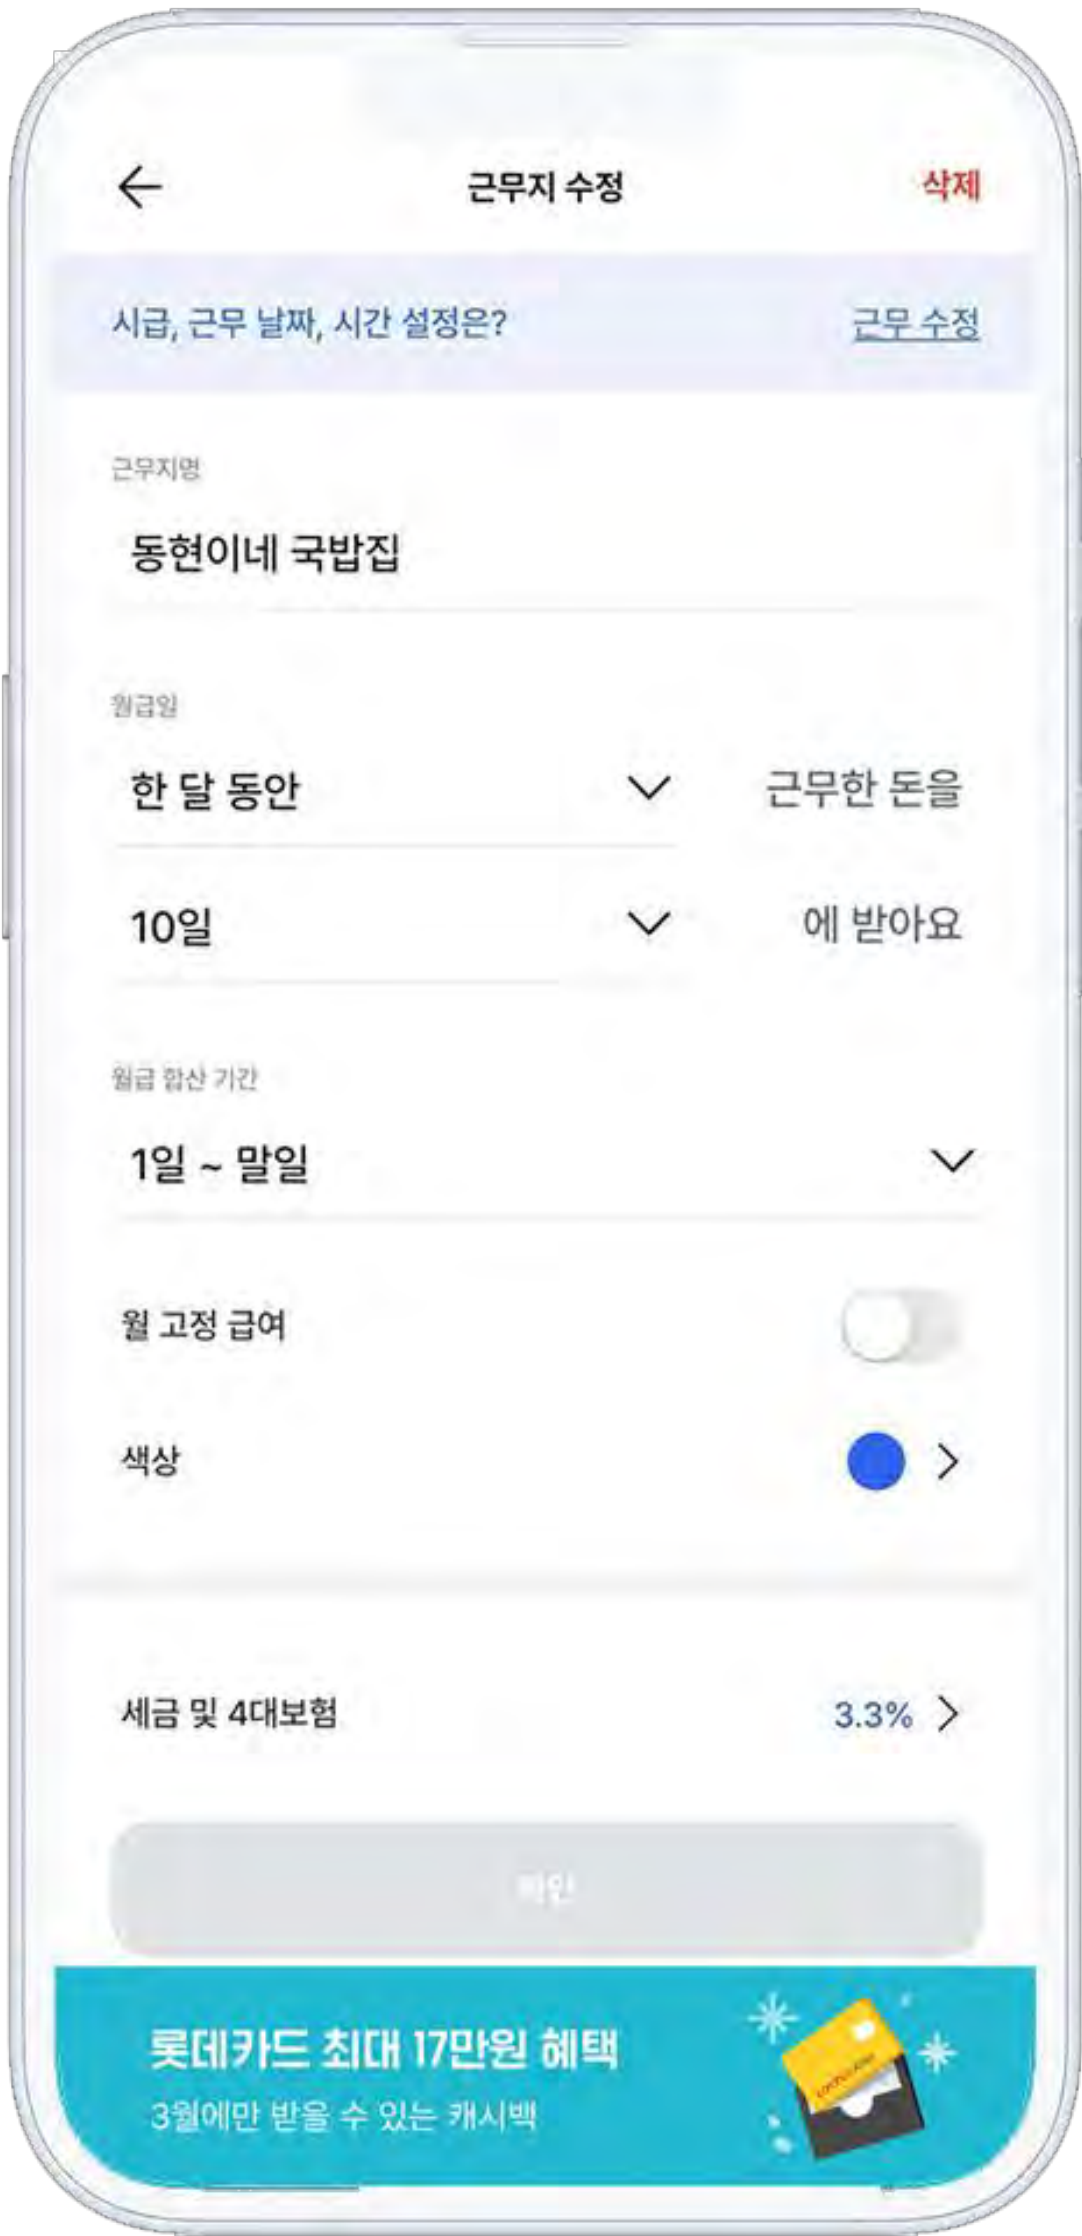 근무지 수정
삭제
시급, 근무 날짜, 시간 설정은?
근무 수정
근무지명
동현이네 국밥집
월급일
한 달 동안
근무한 돈을
10일
에 받아요
월급 합산 기간
1일 ~ 말일
월 고정 급여
색상
세금 및 4대보험
3.3%
확인
롯데카드 최대 17만원 혜택
3월에만 받을 수 있는 캐시백